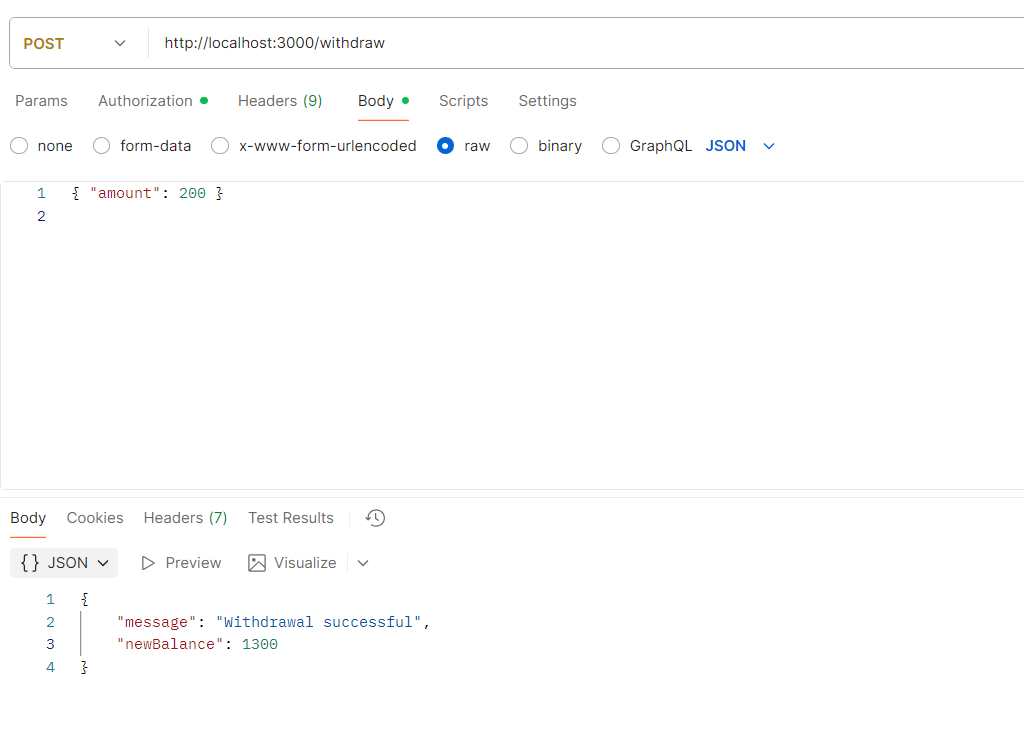 POST http://localhost:3000/withdraw
Params Authorization Headers (9) Body Scripts Settings
none form-data x-www-form-urlencoded raw binary GraphQL JSON
1 { "amount": 200 }
2
Body Cookies Headers (7) Test Results
{} JSON Preview Visualize
1 {
2 "message": "Withdrawal successful",
3 "newBalance": 1300
4 }